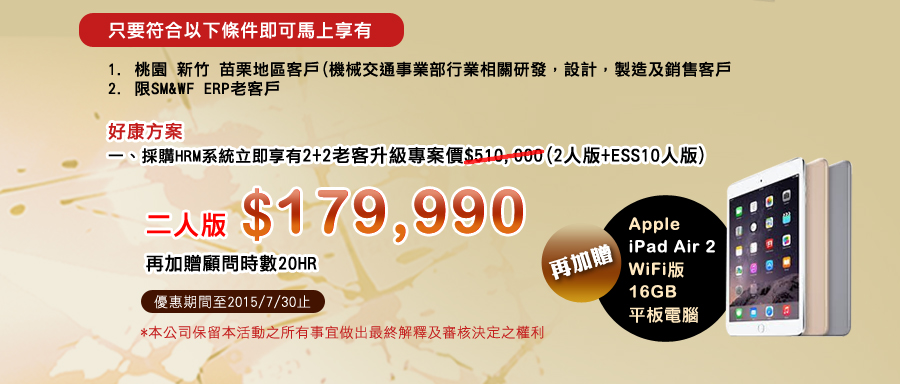 只要符合以下條件即可馬上享有
1. 桃園 新竹 苗栗地區客戶(機械交通事業部行業相關研發，設計，製造及銷售客戶
2. 限SM&WF ERP老客戶
好康方案
一、採購HRM系統立即享有2+2老客升級專案價$510,000(2人版+ESS10人版)
二人版 $179,990
再加贈顧問時數20HR
優惠期間至2015/7/30止
*本公司保留本活動之所有事宜做出最終解釋及審核決定之權利
再加贈
Apple
iPad Air 2
WiFi版
16GB
平板電腦